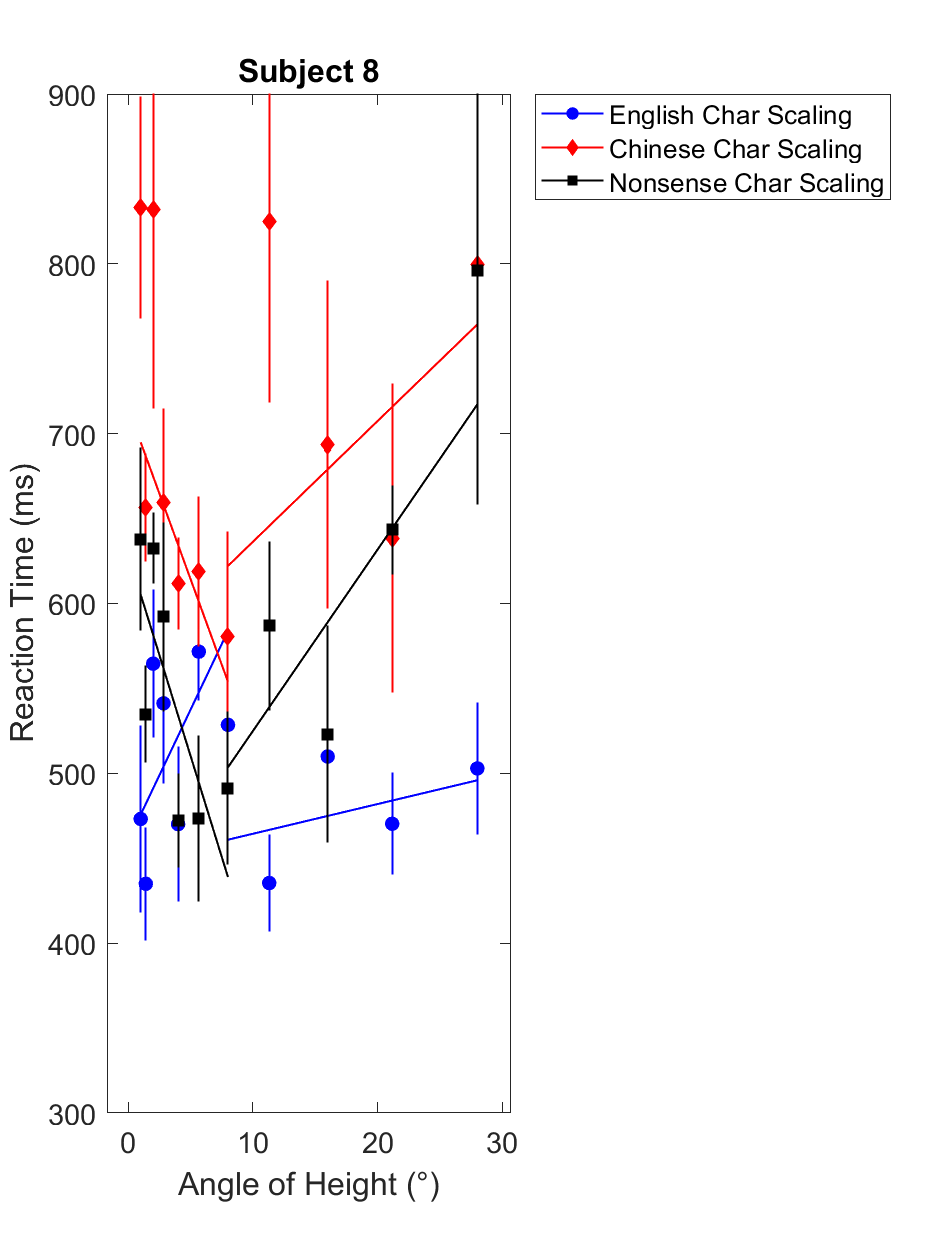 Subject 8
900
800
700
600
500
400
300
0 10 20 30
Reaction Time (ms)
Angle of Height (°)
English Char Scaling
Chinese Char Scaling
Nonsense Char Scaling